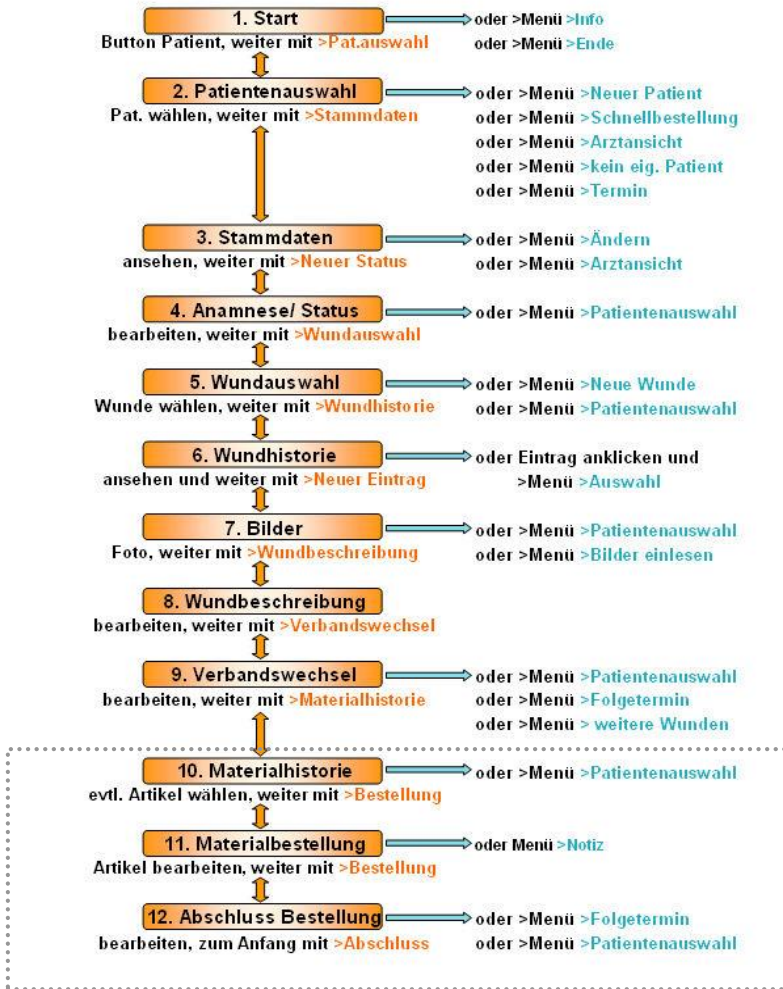 1. Start
oder >Menü >Info
Button Patient, weiter mit >Pat.auswahl
oder >Menü >Ende
2. Patientenauswahl
oder >Menü >Neuer Patient
Pat. wählen, weiter mit >Stammdaten
oder >Menü >Schnellbestellung
oder >Menü >Arztansicht
oder >Menü >kein eig. Patient
oder >Menü >Termin
3. Stammdaten
oder >Menü >Ändern
ansehen, weiter mit >Neuer Status
oder >Menü >Arztansicht
4. Anamnese/ Status
oder >Menü >Patientenauswahl
bearbeiten, weiter mit >Wundauswahl
5. Wundauswahl
oder >Menü >Neue Wunde
Wunde wählen, weiter mit >Wundhistorie
oder >Menü >Patientenauswahl
6. Wundhistorie
oder Eintrag anklicken und
ansehen und weiter mit >Neuer Eintrag
>Menü >Auswahl
7. Bilder
oder >Menü >Patientenauswahl
Foto, weiter mit >Wundbeschreibung
oder >Menü >Bilder einlesen
8. Wundbeschreibung
bearbeiten, weiter mit >Verbandswechsel
9. Verbandswechsel
oder >Menü >Patientenauswahl
bearbeiten, weiter mit >Materialhistorie
oder >Menü >Folgetermin
oder >Menü > weitere Wunden
10. Materialhistorie
oder >Menü >Patientenauswahl
evtl. Artikel wählen, weiter mit >Bestellung
11. Materialbestellung
oder Menü >Notiz
Artikel bearbeiten, weiter mit >Bestellung
12. Abschluss Bestellung
oder >Menü >Folgetermin
bearbeiten, zum Anfang mit >Abschluss
oder >Menü >Patientenauswahl